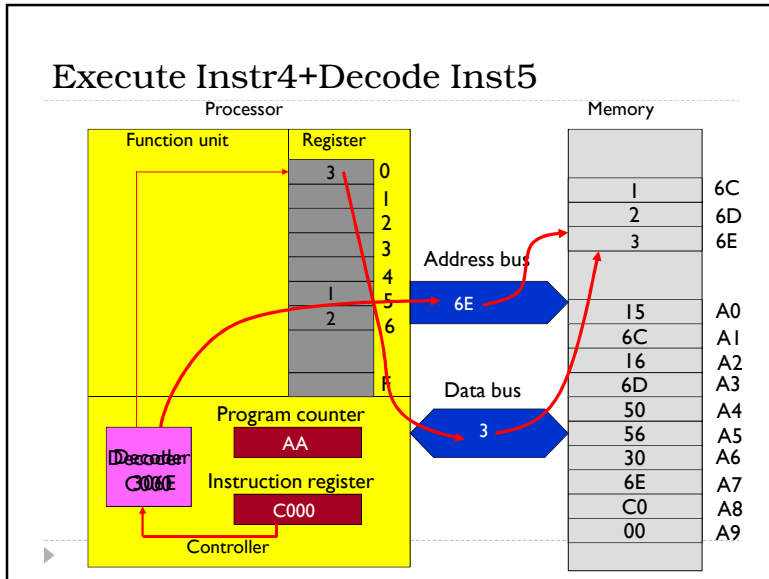 Execute Instr4+Decode Inst5
Processor
Memory
Function unit
Register
3
0
1
2
3
4
1
5
2
6
F
Address bus
6E
Data bus
3
1
6C
2
6D
3
6E
15
A0
6C
A1
16
A2
6D
A3
50
A4
56
A5
30
A6
6E
A7
C0
A8
00
A9
Program counter
AA
Decoder
Instruction register
C000
Controller